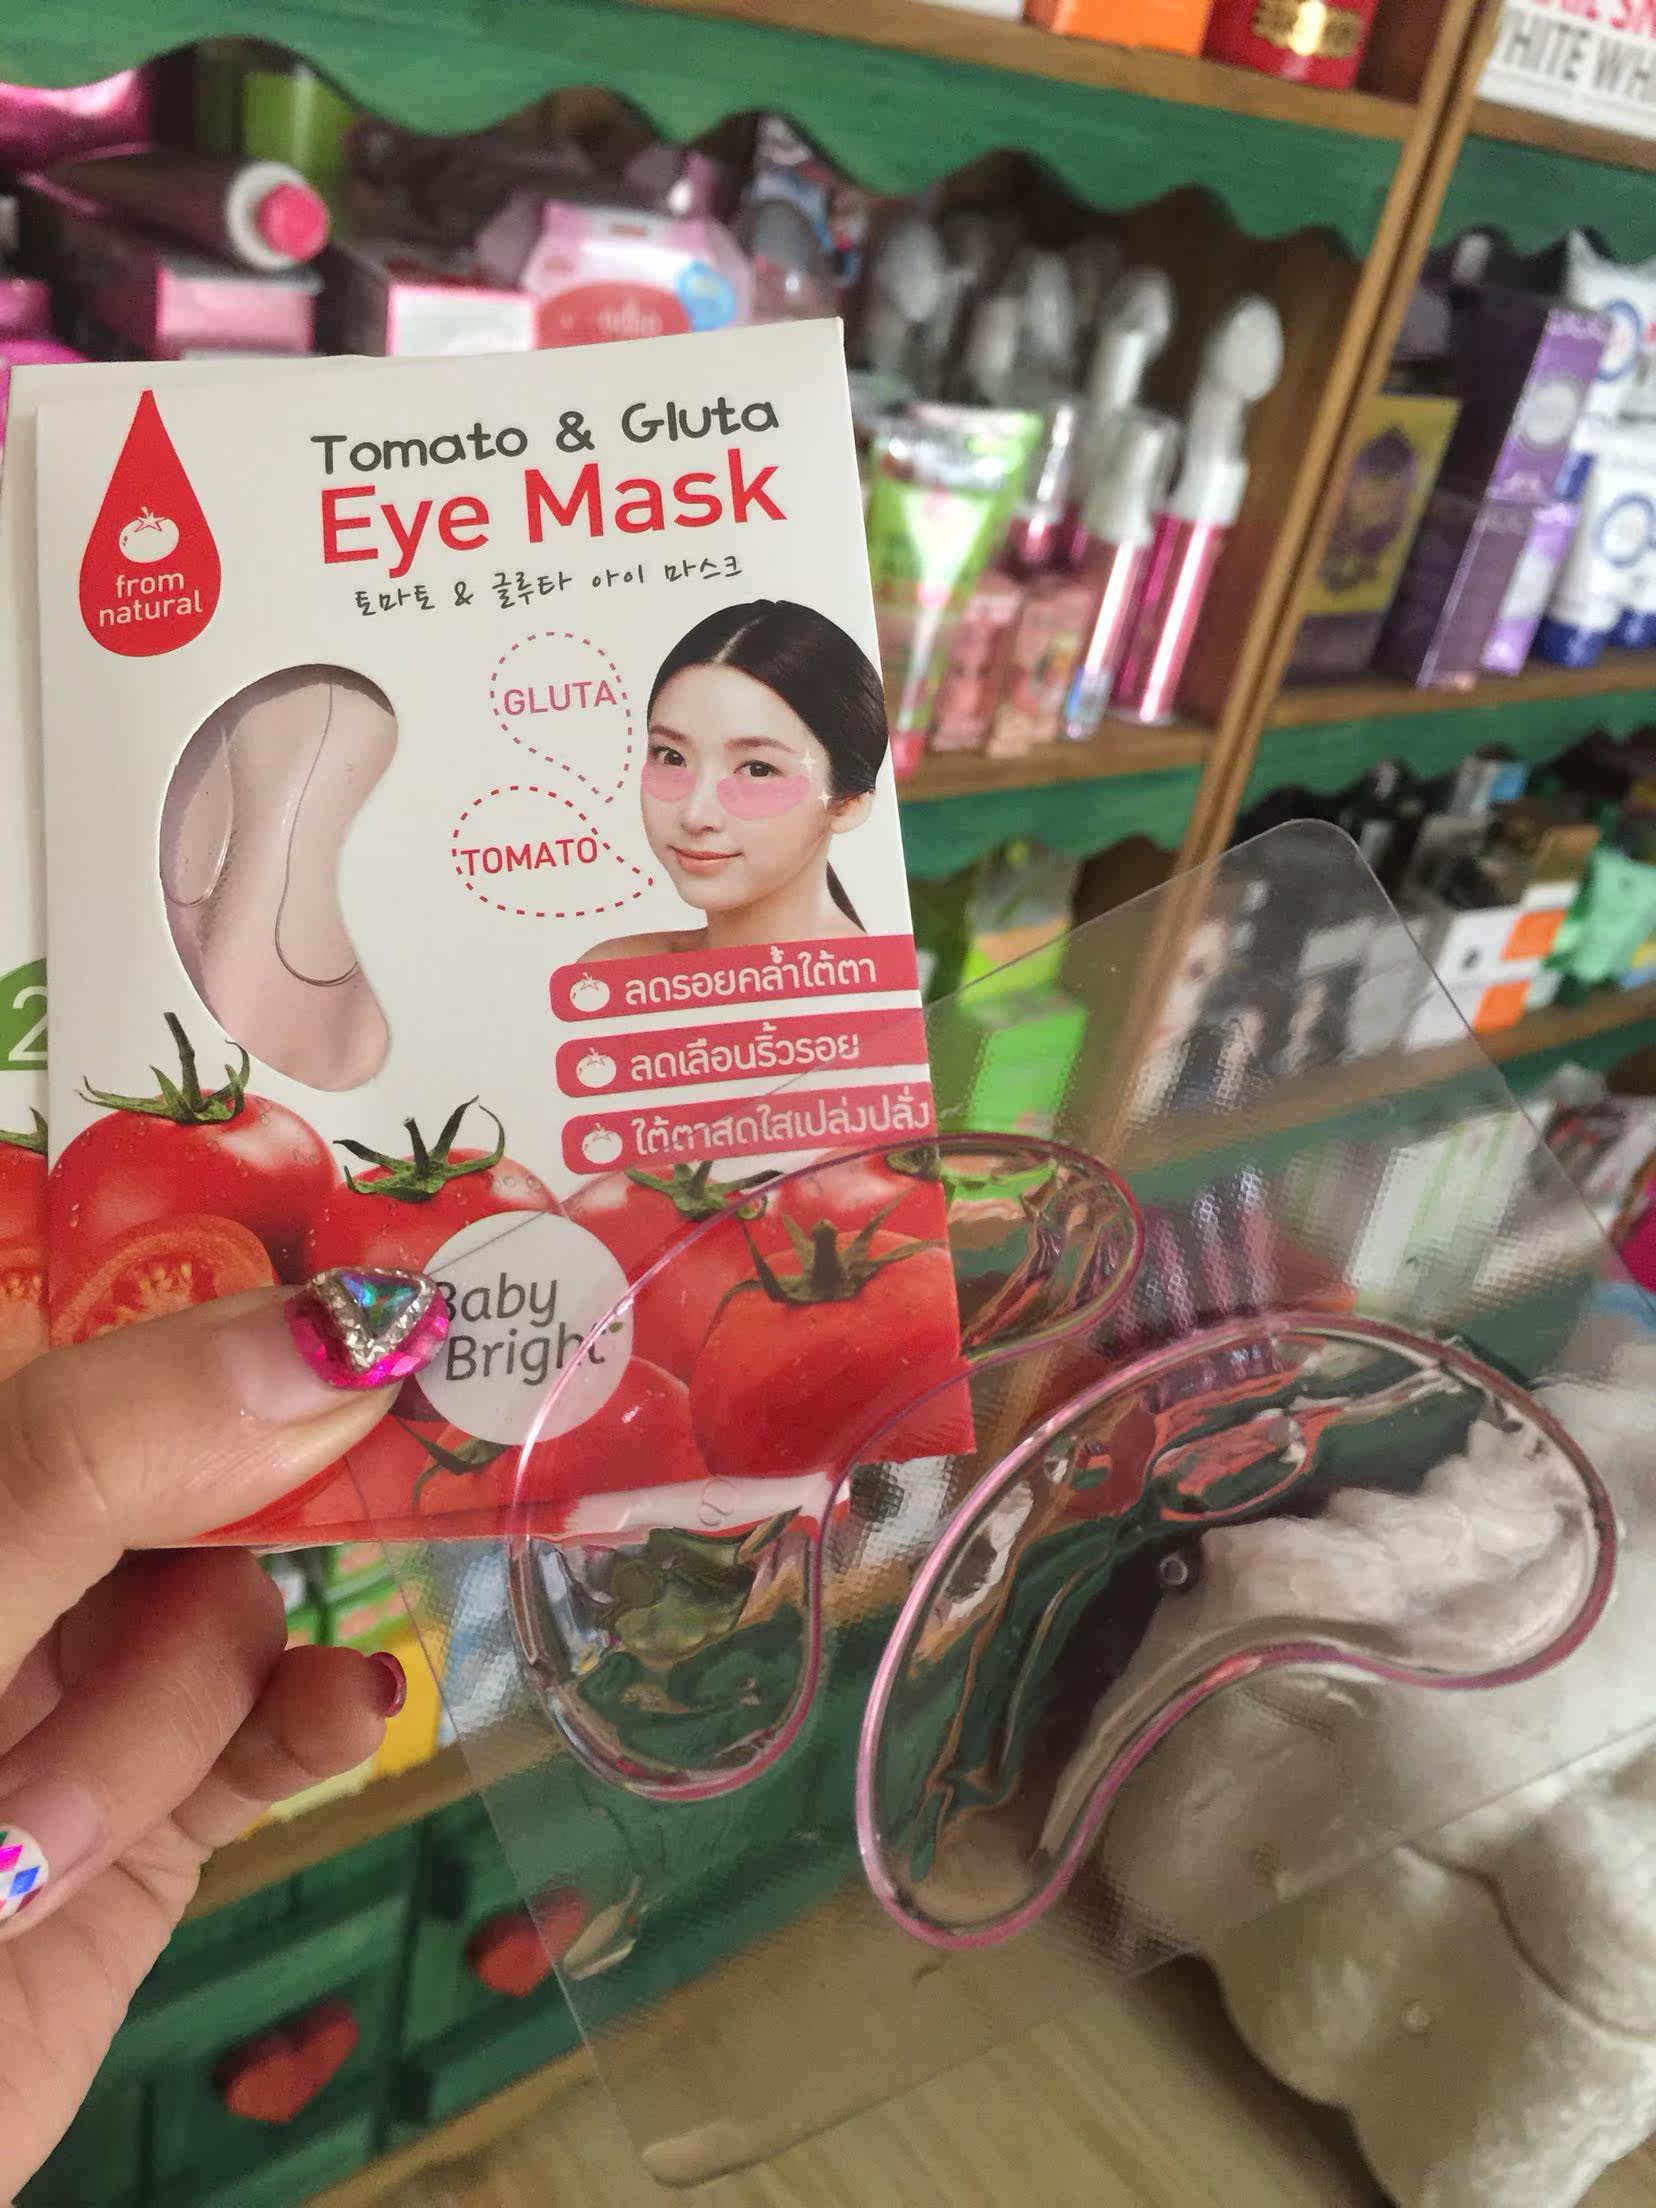 Tomato & Gluta
Eye Mask
토마토 & 글루타 아이 마스크
from
natural
GLUTA
TOMATO
ลดรอยคล้ำใต้ตา
ลดเลือนริ้วรอย
ใต้ตาสดใสเปล่งปลั่ง
Baby
Bright
2